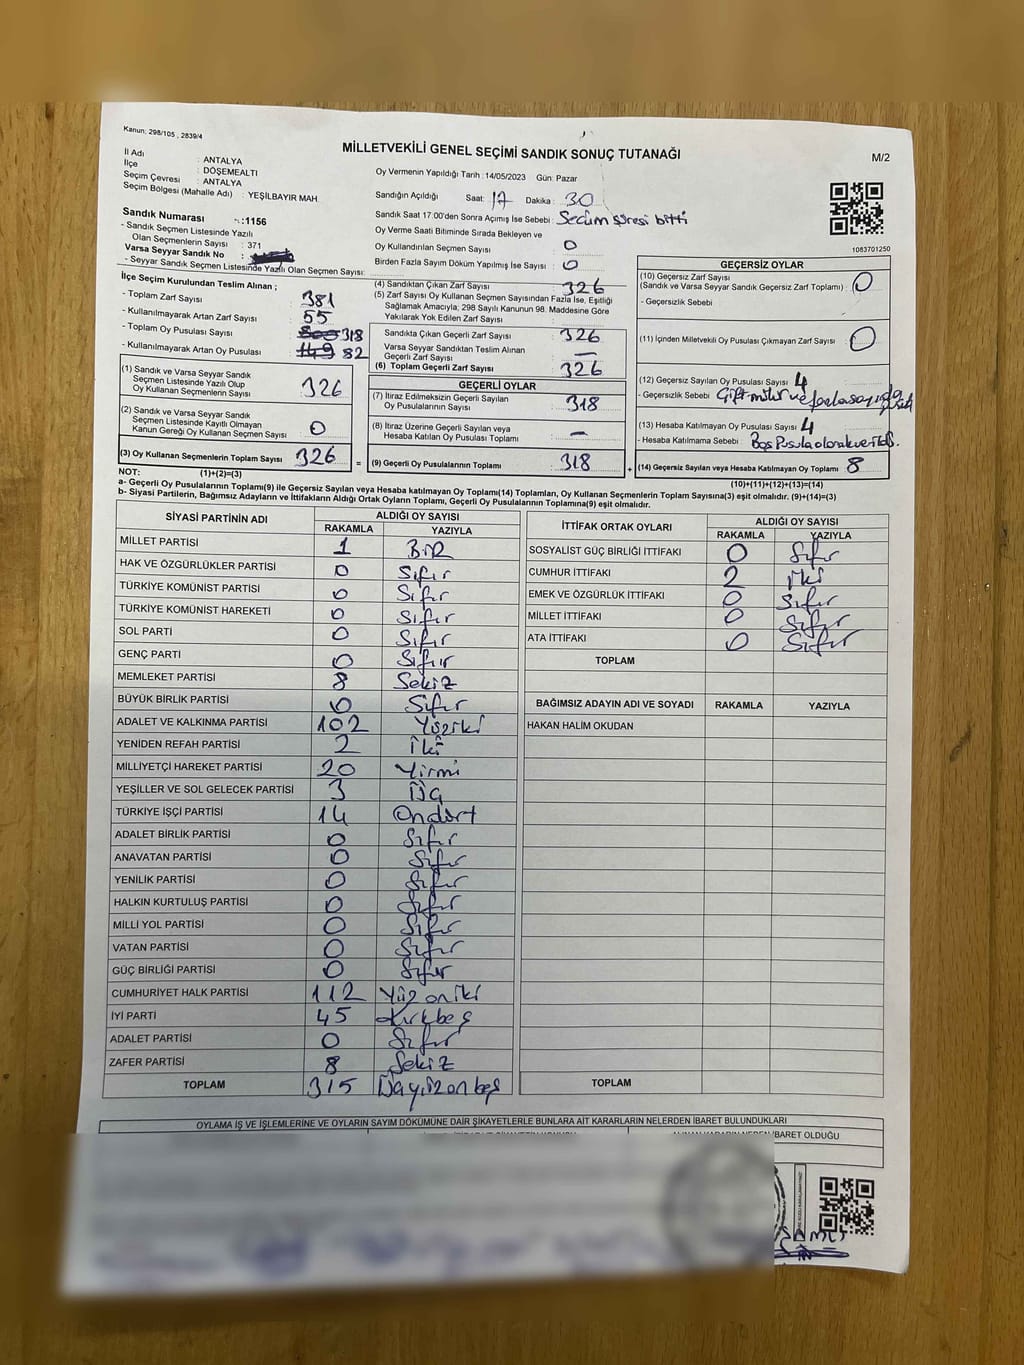 Kanun: 298/105 , 2839/4
MİLLETVEKİLİ GENEL SEÇİMİ SANDIK SONUÇ TUTANAĞI
M/2
İl Adı : ANTALYA
İlçe : DÖŞEMEALTI
Seçim Çevresi : ANTALYA
Seçim Bölgesi (Mahalle Adı) : YEŞİLBAYIR MAH.
Oy Vermenin Yapıldığı Tarih : 14/05/2023 Gün: Pazar
Sandığın Açıldığı Saat: 17 Dakika : 30
Sandık Saat 17:00'den Sonra Açılmış İse Sebebi : Secim süresi bitti
Oy Verme Saati Bitiminde Sırada Bekleyen ve
Oy Kullandırılan Seçmen Sayısı : 0
Birden Fazla Sayım Döküm Yapılmış İse Sayısı : 0
1083701250
Sandık Numarası :1156
- Sandık Seçmen Listesinde Yazılı
Olan Seçmenlerin Sayısı : 371
Varsa Seyyar Sandık No :
- Seyyar Sandık Seçmen Listesinde Yazılı Olan Seçmen Sayısı:
İlçe Seçim Kurulundan Teslim Alınan ;
- Toplam Zarf Sayısı : 381
- Kullanılmayarak Artan Zarf Sayısı : 55
- Toplam Oy Pusulası Sayısı : 318
- Kullanılmayarak Artan Oy Pusulası : 82
(1) Sandık ve Varsa Seyyar Sandık
Seçmen Listesinde Yazılı Olup
Oy Kullanan Seçmenlerin Sayısı : 326
(2) Sandık ve Varsa Seyyar Sandık
Seçmen Listesinde Kayıtlı Olmayan
Kanun Gereği Oy Kullanan Seçmen Sayısı : 0
(3) Oy Kullanan Seçmenlerin Toplam Sayısı : 326
(1)+(2)=(3)
(4) Sandıktan Çıkan Zarf Sayısı : 326
(5) Zarf Sayısı Oy Kullanan Seçmen Sayısından Fazla İse, Eşitliği
Sağlamak Amacıyla; 298 Sayılı Kanunun 98. Maddesine Göre
Yakılarak Yok Edilen Zarf Sayısı :
Sandıkta Çıkan Geçerli Zarf Sayısı : 326
Varsa Seyyar Sandıktan Teslim Alınan
Geçerli Zarf Sayısı : —
(6) Toplam Geçerli Zarf Sayısı : 326
GEÇERLİ OYLAR
(7) İtiraz Edilmeksizin Geçerli Sayılan
Oy Pusulalarının Sayısı : 318
(8) İtiraz Üzerine Geçerli Sayılan veya
Hesaba Katılan Oy Pusulası Toplamı : —
= (9) Geçerli Oy Pusulalarının Toplamı : 318
GEÇERSİZ OYLAR
(10) Geçersiz Zarf Sayısı
(Sandık ve Varsa Seyyar Sandık Geçersiz Zarf Toplamı) : 0
- Geçersizlik Sebebi :
(11) İçinden Milletvekili Oy Pusulası Çıkmayan Zarf Sayısı : 0
(12) Geçersiz Sayılan Oy Pusulası Sayısı : 4
- Geçersizlik Sebebi : Çift mühür ve fazla sayıda
(13) Hesaba Katılmayan Oy Pusulası Sayısı : 4
- Hesaba Katılmama Sebebi : Boş Pusula olarak verildi.
+ (14) Geçersiz Sayılan veya Hesaba Katılmayan Oy Toplamı : 8
(10)+(11)+(12)+(13)=(14)
NOT:
a- Geçerli Oy Pusulalarının Toplamı(9) ile Geçersiz Sayılan veya Hesaba katılmayan Oy Toplamı(14) Toplamları, Oy Kullanan Seçmenlerin Toplam Sayısına(3) eşit olmalıdır. (9)+(14)=(3)
b- Siyasi Partilerin, Bağımsız Adayların ve İttifakların Aldığı Ortak Oyların Toplamı, Geçerli Oy Pusulalarının Toplamına(9) eşit olmalıdır.
SİYASİ PARTİNİN ADI ALDIĞI OY SAYISI
RAKAMLA YAZIYLA
MİLLET PARTİSİ 1 BİR
HAK VE ÖZGÜRLÜKLER PARTİSİ 0 Sıfır
TÜRKİYE KOMÜNİST PARTİSİ 0 Sıfır
TÜRKİYE KOMÜNİST HAREKETİ 0 Sıfır
SOL PARTİ 0 Sıfır
GENÇ PARTİ 0 Sıfır
MEMLEKET PARTİSİ 8 Sekiz
BÜYÜK BİRLİK PARTİSİ 0 Sıfır
ADALET VE KALKINMA PARTİSİ 102 Yüziki
YENİDEN REFAH PARTİSİ 2 İki
MİLLİYETÇİ HAREKET PARTİSİ 20 Yirmi
YEŞİLLER VE SOL GELECEK PARTİSİ 3 Üç
TÜRKİYE İŞÇİ PARTİSİ 14 Ondört
ADALET BİRLİK PARTİSİ 0 Sıfır
ANAVATAN PARTİSİ 0 Sıfır
YENİLİK PARTİSİ 0 Sıfır
HALKIN KURTULUŞ PARTİSİ 0 Sıfır
MİLLİ YOL PARTİSİ 0 Sıfır
VATAN PARTİSİ 0 Sıfır
GÜÇ BİRLİĞİ PARTİSİ 0 Sıfır
CUMHURİYET HALK PARTİSİ 112 Yüz oniki
İYİ PARTİ 45 Kırkbeş
ADALET PARTİSİ 0 Sıfır
ZAFER PARTİSİ 8 Sekiz
TOPLAM 315 Üçyüzonbeş
İTTİFAK ORTAK OYLARI ALDIĞI OY SAYISI
RAKAMLA YAZIYLA
SOSYALİST GÜÇ BİRLİĞİ İTTİFAKI 0 Sıfır
CUMHUR İTTİFAKI 2 iki
EMEK VE ÖZGÜRLÜK İTTİFAKI 0 Sıfır
MİLLET İTTİFAKI 0 Sıfır
ATA İTTİFAKI 0 Sıfır
TOPLAM
BAĞIMSIZ ADAYIN ADI VE SOYADI RAKAMLA YAZIYLA
HAKAN HALİM OKUDAN
TOPLAM
OYLAMA İŞ VE İŞLEMLERİNE VE OYLARIN SAYIM DÖKÜMÜNE DAİR ŞİKAYETLERLE BUNLARA AİT KARARLARIN NELERDEN İBARET BULUNDUKLARI
İBARET OLDUĞU